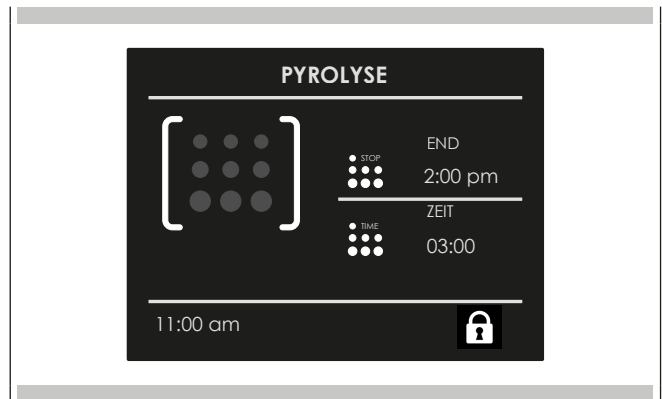 PYROLYSE
STOP
END
2:00 pm
TIME
ZEIT
03:00
11:00 am